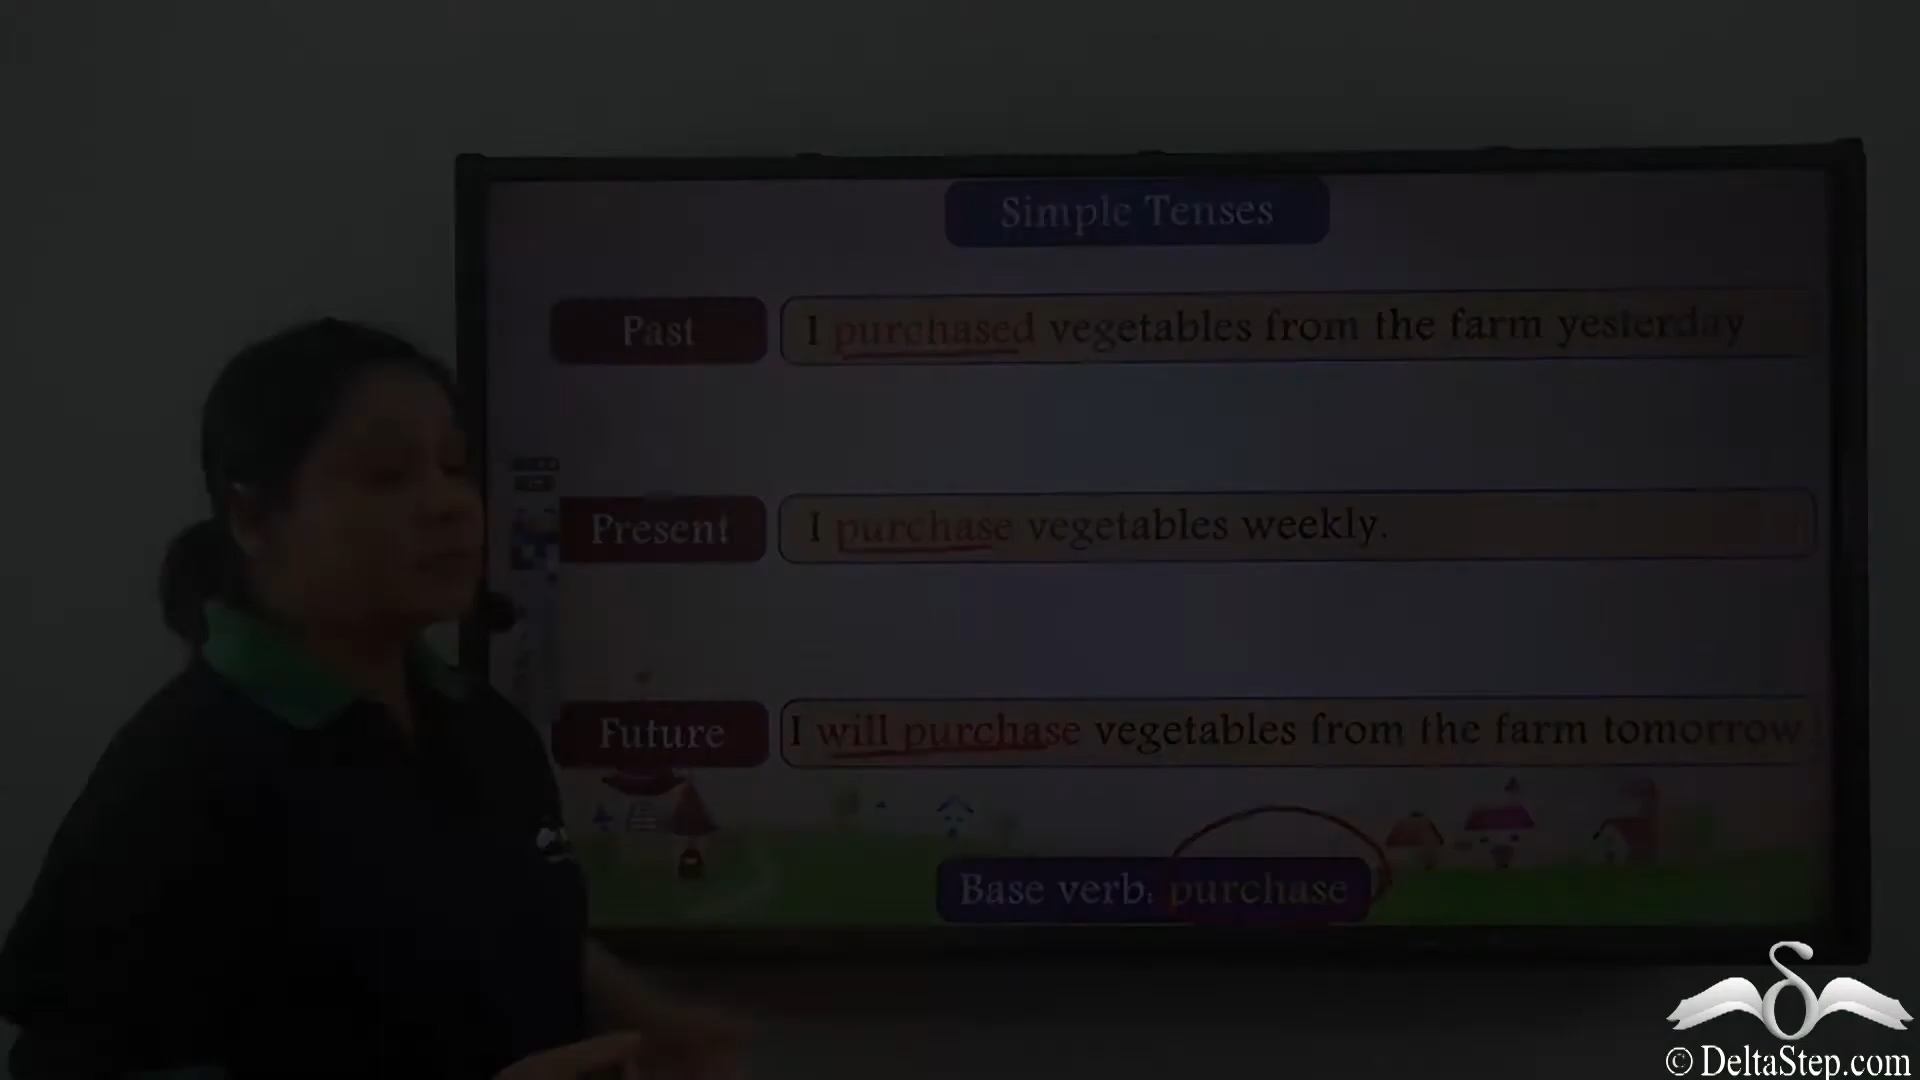 Simple Tenses
Past
I purchased vegetables from the farm yesterday
Present
I purchase vegetables weekly.
Future
I will purchase vegetables from the farm tomorrow
Base verb: purchase
© DeltaStep.com